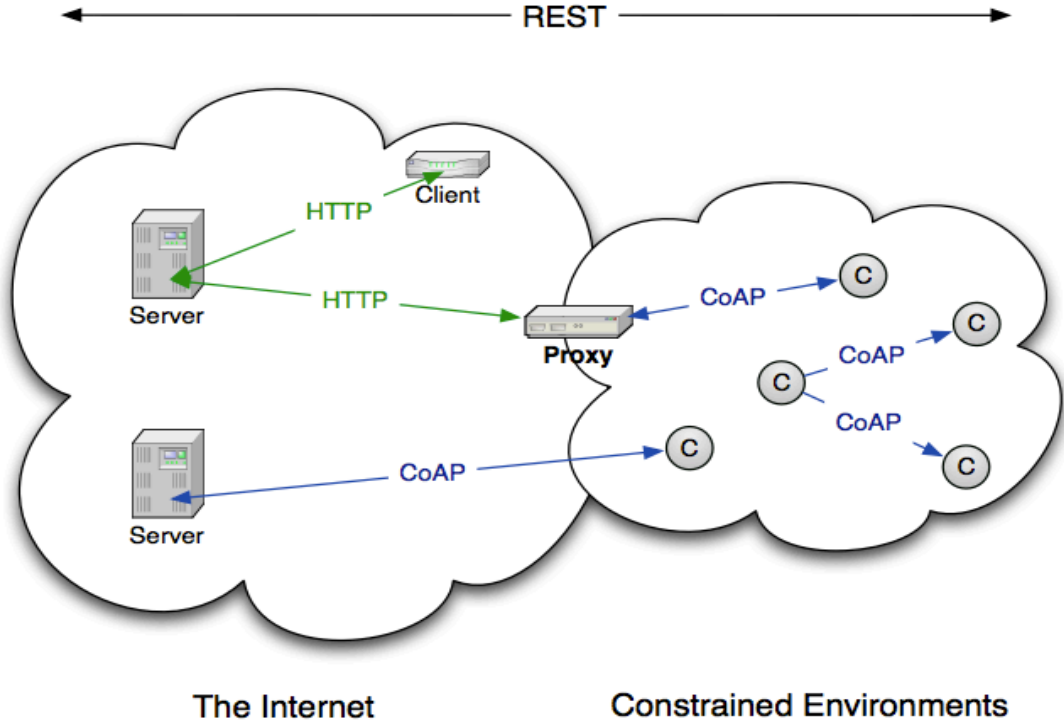 REST
Client
HTTP
Server
HTTP
Proxy
CoAP
C
C
CoAP
C
CoAP
C
C
CoAP
Server
The Internet
Constrained Environments